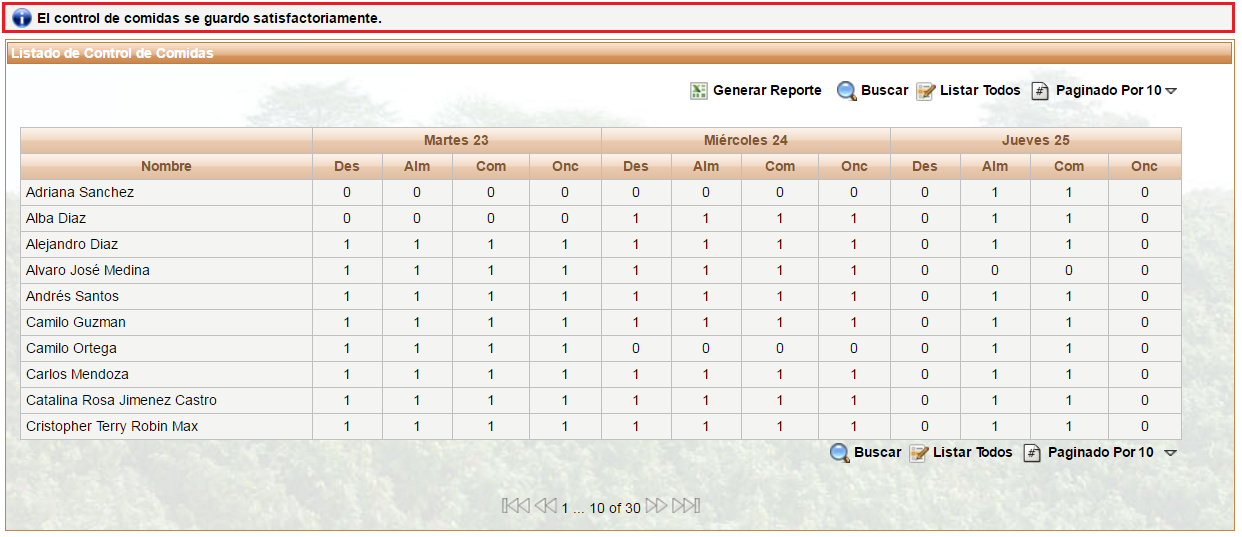 El control de comidas se guardo satisfactoriamente.
Listado de Control de Comidas
Generar Reporte Buscar Listar Todos # Paginado Por 10
Martes 23 Miércoles 24 Jueves 25
Nombre Des Alm Com Onc Des Alm Com Onc Des Alm Com Onc
Adriana Sanchez 0 0 0 0 0 0 0 0 0 1 1 0
Alba Diaz 0 0 0 0 1 1 1 1 0 1 1 0
Alejandro Diaz 1 1 1 1 1 1 1 1 0 1 1 0
Alvaro José Medina 1 1 1 1 1 1 1 1 0 0 0 0
Andrés Santos 1 1 1 1 1 1 1 1 0 1 1 0
Camilo Guzman 1 1 1 1 1 1 1 1 0 1 1 0
Camilo Ortega 1 1 1 1 0 0 0 0 0 1 1 0
Carlos Mendoza 1 1 1 1 1 1 1 1 0 1 1 0
Catalina Rosa Jimenez Castro 1 1 1 1 1 1 1 1 0 1 1 0
Cristopher Terry Robin Max 1 1 1 1 1 1 1 1 0 1 1 0
Buscar Listar Todos # Paginado Por 10
1 ... 10 of 30